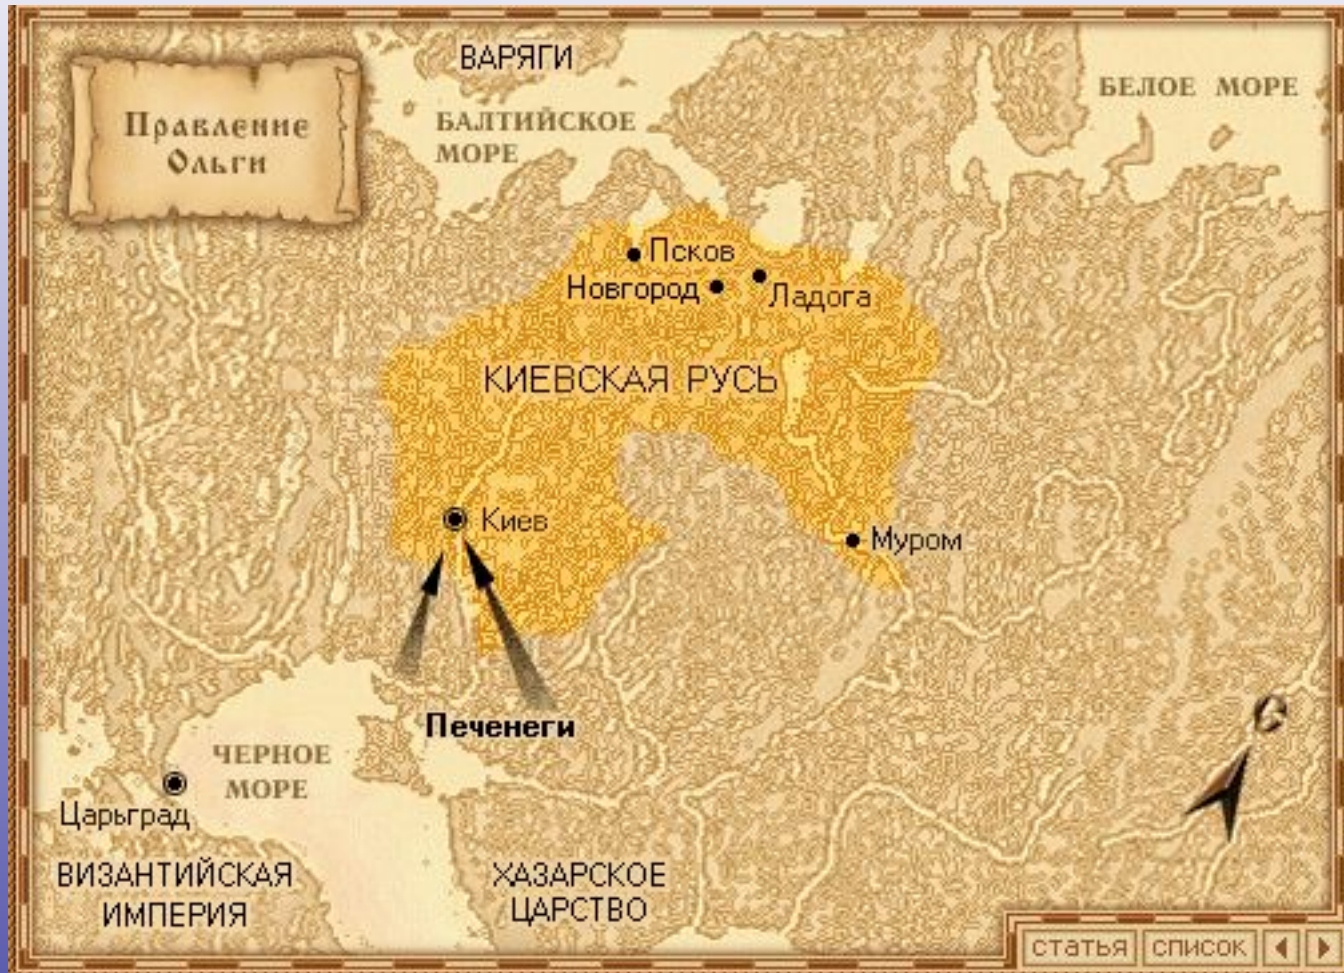 ВАРЯГИ
БЕЛОЕ МОРЕ
Правление
Ольги
БАЛТИЙСКОЕ
МОРЕ
Псков
Новгород
Ладога
КИЕВСКАЯ РУСЬ
Киев
Муром
Печенеги
С
ЧЕРНОЕ
МОРЕ
Царьград
ВИЗАНТИЙСКАЯ
ИМПЕРИЯ
ХАЗАРСКОЕ
ЦАРСТВО
статья список